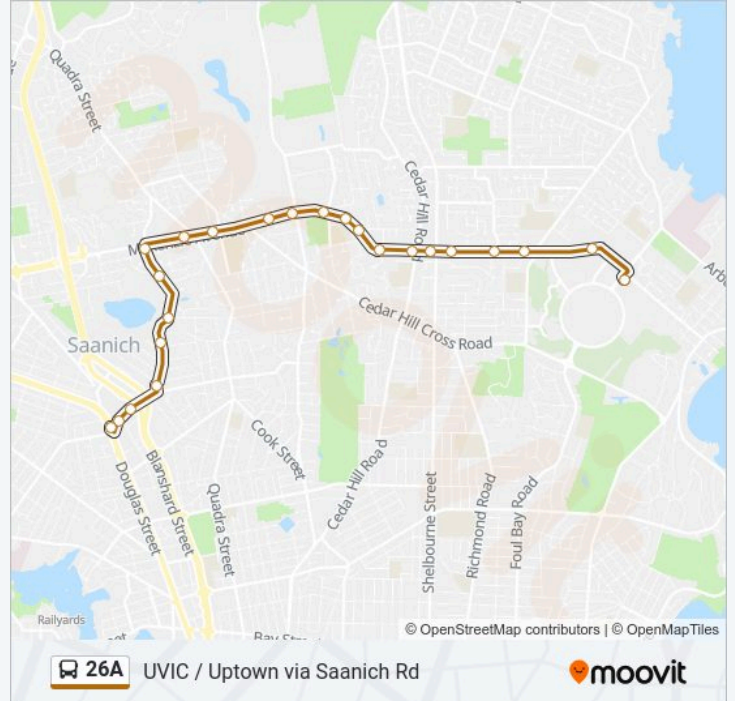 Quadra Street
Cedar Hill Road
Arb
Cedar Hill Cross Road
Saanich
Cook Street
Cedar Hill Road
Blanshard Street
Douglas Street
Quadra Street
Shelbourne Street
Richmond Road
Foul Bay Road
Railyards
© OpenStreetMap contributors | © OpenMapTiles
26A UVIC / Uptown via Saanich Rd moovit